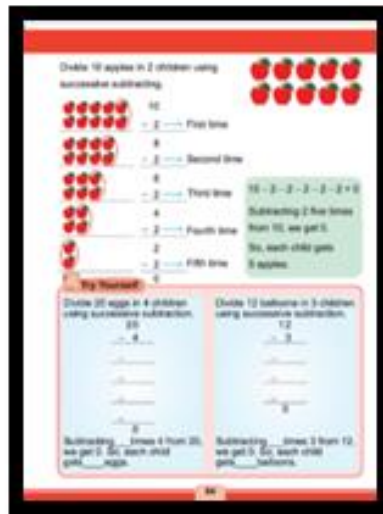 Divide 10 apples in 2 children using
successive subtracting.
10
- 2 → First time
8
- 2 → Second time
6
- 2 → Third time
4
- 2 → Fourth time
2
- 2 → Fifth time
0
10 - 2 - 2 - 2 - 2 - 2 = 0
Subtracting 2 five times
from 10, we get 0.
So, each child gets
5 apples.
Try Yourself
Divide 20 eggs in 4 children
using successive subtraction.
20
- 4
-
-
-
-
0
Subtracting ___ times 4 from 20,
we get 0. So, each child
gets ___ eggs.
Divide 12 balloons in 3 children
using successive subtraction.
12
- 3
-
-
-
0
Subtracting ___ times 3 from 12,
we get 0. So, each child
gets ___ balloons.